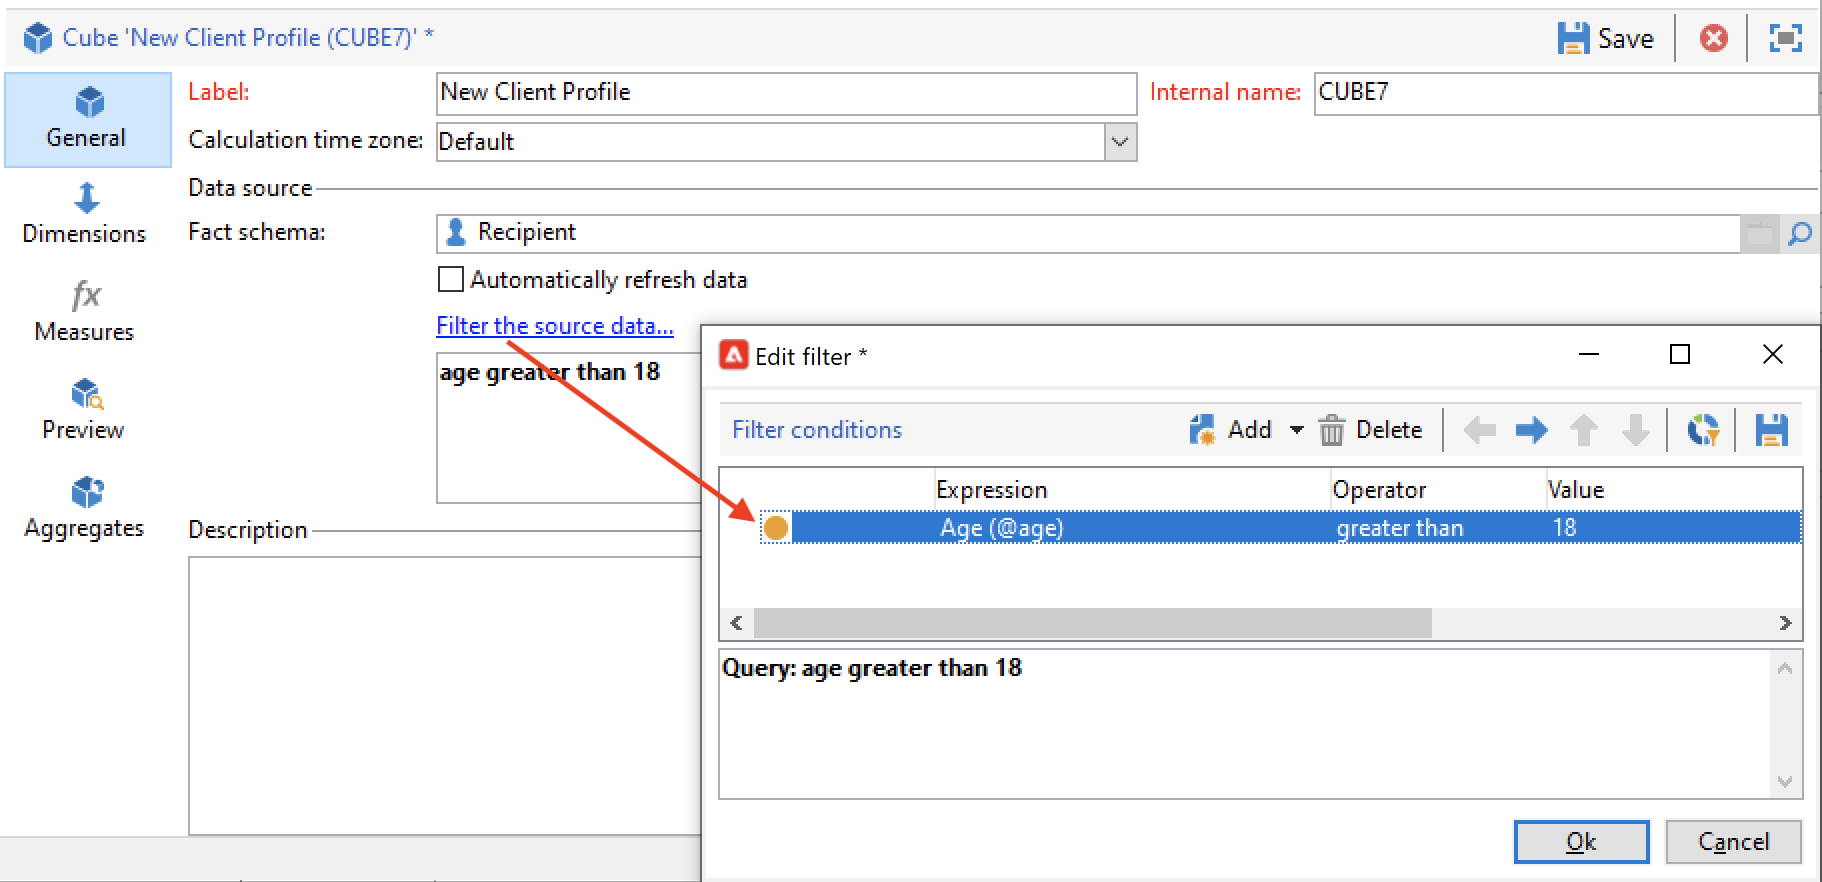 Cube 'New Client Profile (CUBE7)' *
Save
General
Dimensions
fx
Measures
Preview
Aggregates
Label:
New Client Profile
Internal name:
CUBE7
Calculation time zone:
Default
Data source
Fact schema:
Recipient
Automatically refresh data
Filter the source data...
age greater than 18
Description
Edit filter *
Filter conditions
Add
Delete
Expression Operator Value
Age (@age) greater than 18
Query: age greater than 18
Ok
Cancel